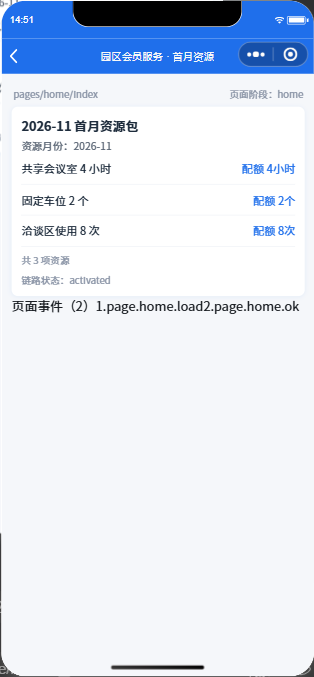 14:51
园区会员服务 · 首月资源
pages/home/index
页面阶段：home
2026-11 首月资源包
资源月份：2026-11
共享会议室 4 小时
配额 4小时
固定车位 2 个
配额 2个
洽谈区使用 8 次
配额 8次
共 3 项资源
链路状态：activated
页面事件（2）1.page.home.load2.page.home.ok